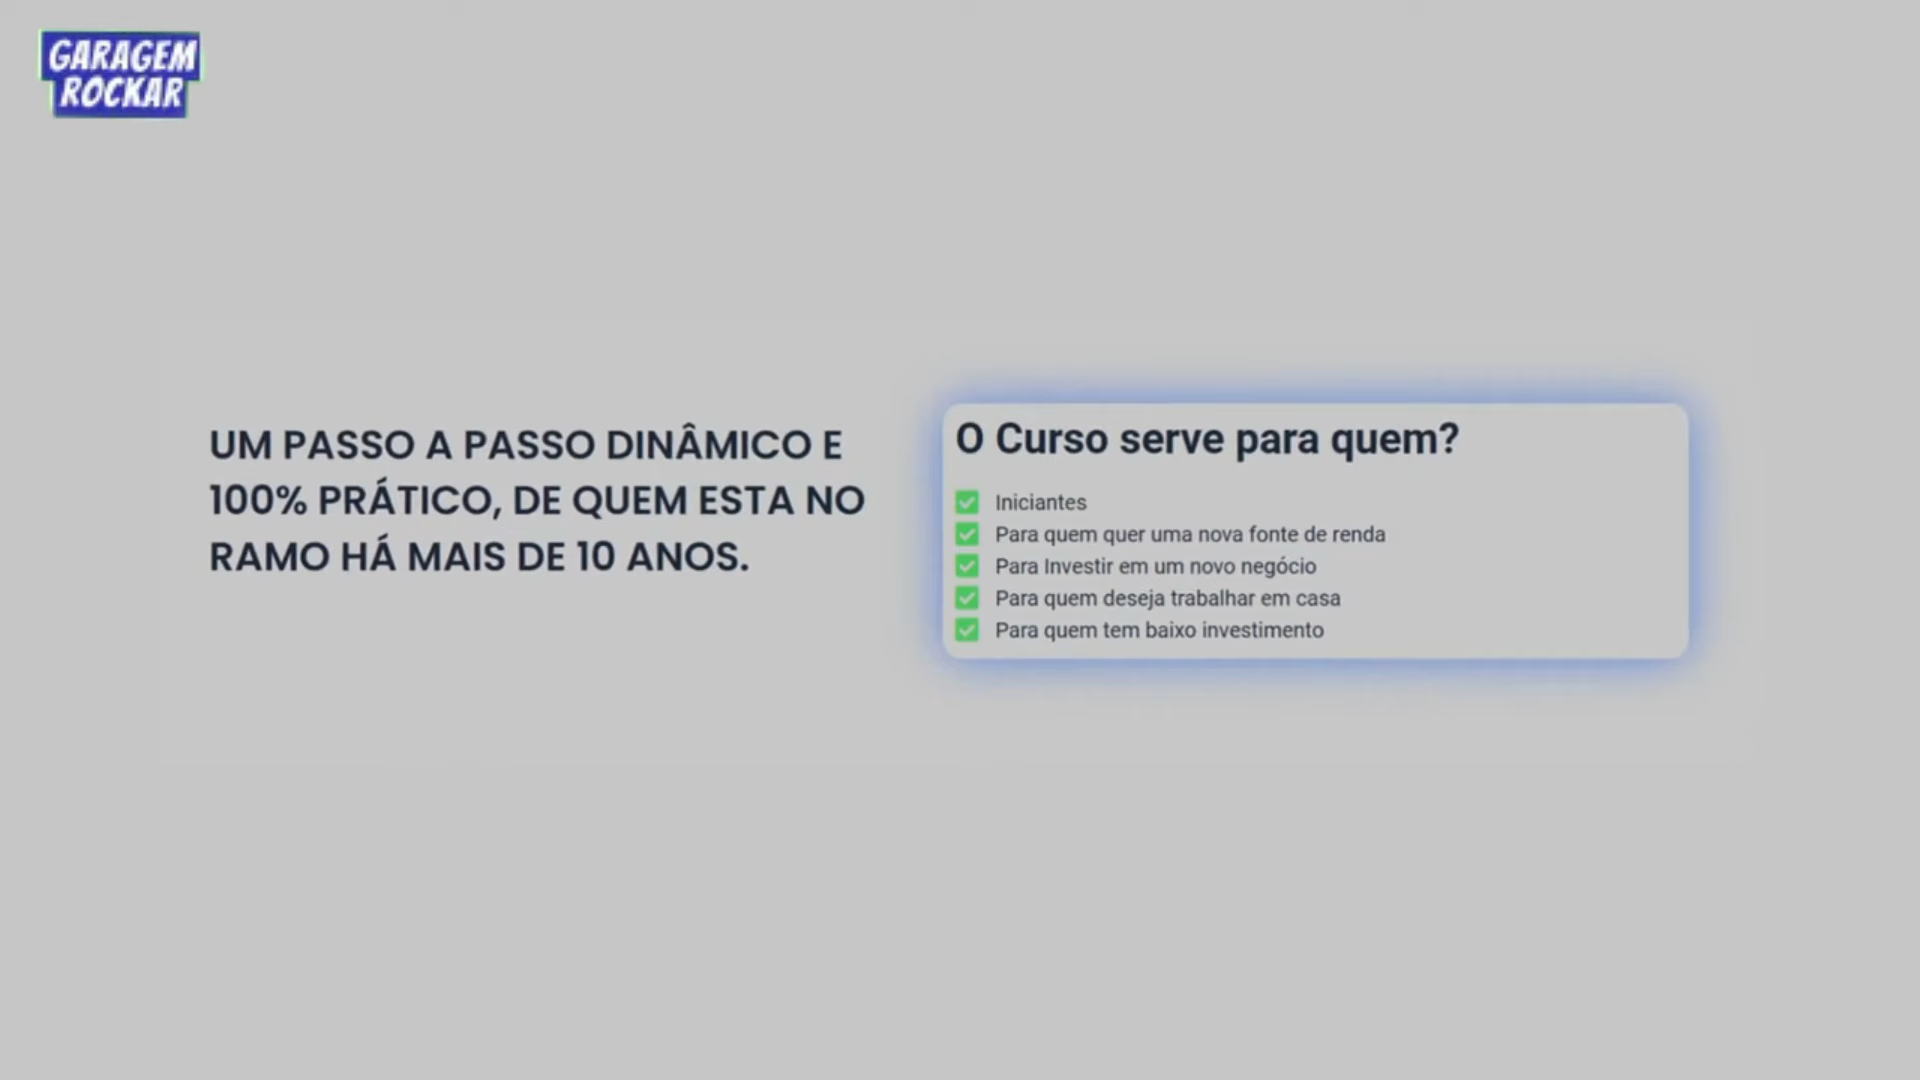 GARAGEM
ROCKAR
UM PASSO A PASSO DINÂMICO E
100% PRÁTICO, DE QUEM ESTA NO
RAMO HÁ MAIS DE 10 ANOS.
O Curso serve para quem?
Iniciantes
Para quem quer uma nova fonte de renda
Para Investir em um novo negócio
Para quem deseja trabalhar em casa
Para quem tem baixo investimento